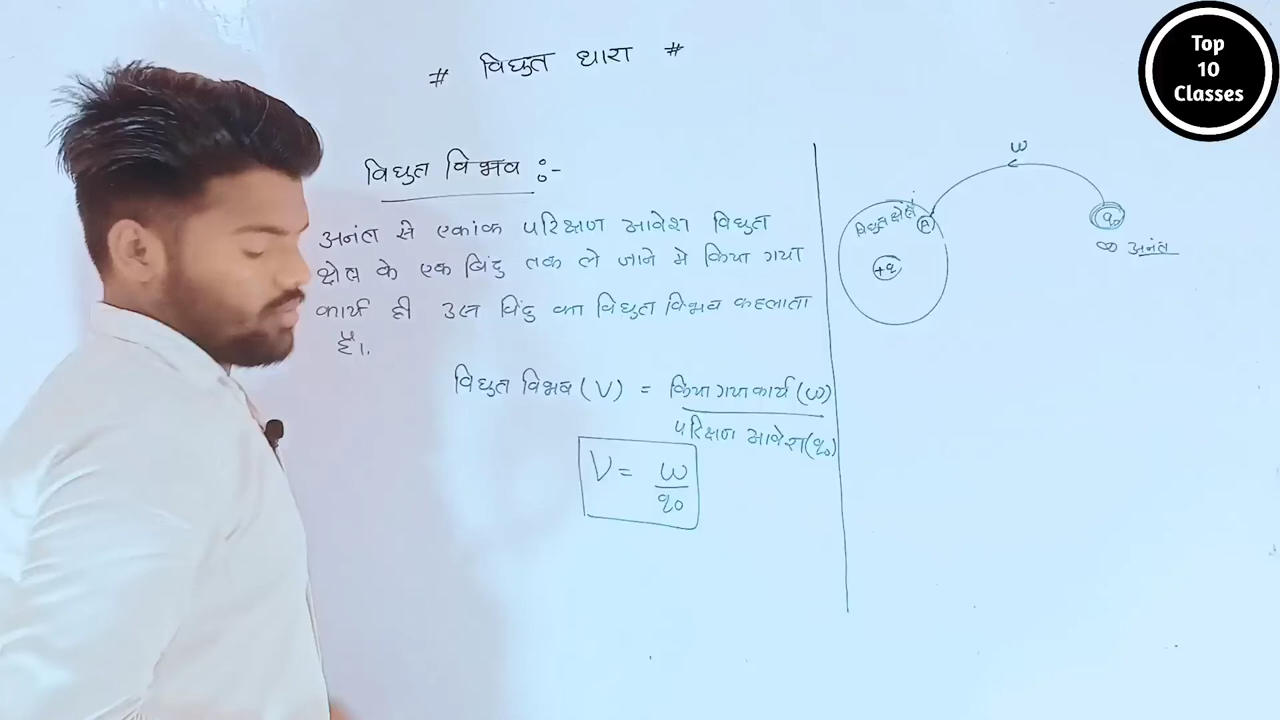 # विधुत धारा #
Top
10
Classes
विधुत विभव :-
अनंत से एकांक परिक्षण आवेश विधुत
क्षेत्र के एक बिंदु तक ले जाने मे किया गया
कार्य ही उस बिंदु का विधुत विभव कहलाता
है।
विधुत विभव (V) = किया गया कार्य (W)
परिक्षण आवेश (q₀)
V = W
q₀
W
विधुत क्षेत्र
A
+q
q₀
∞ अनंत